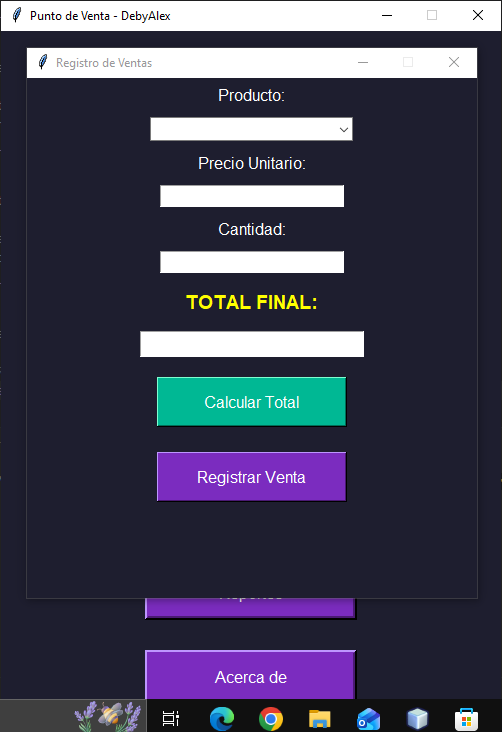 Punto de Venta - DebyAlex
Registro de Ventas
Producto:
Precio Unitario:
Cantidad:
TOTAL FINAL:
Calcular Total
Registrar Venta
Acerca de